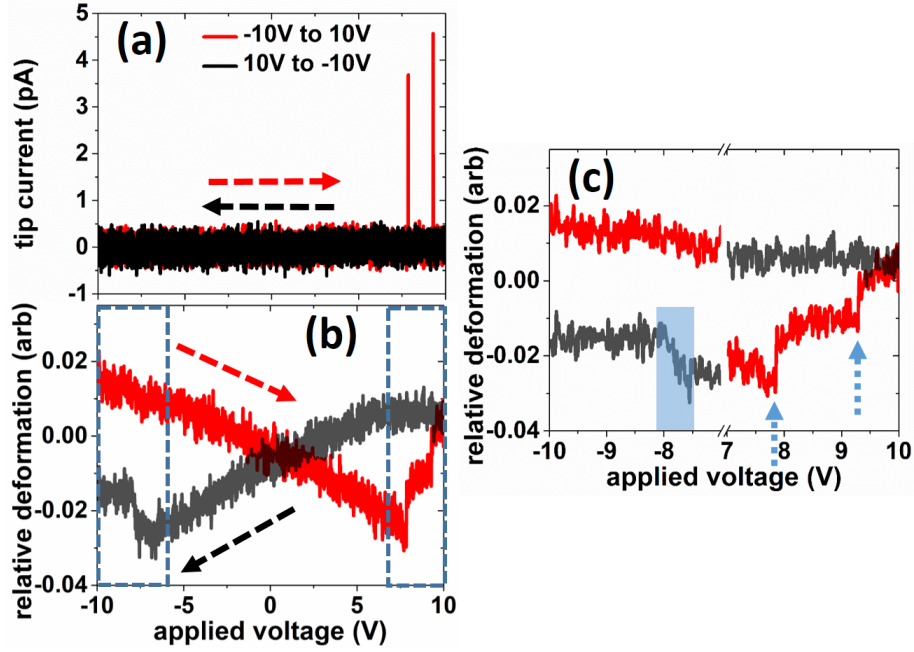 (a)
-10V to 10V
10V to -10V
tip current (pA)
5
4
3
2
1
0
-1
(b)
relative deformation (arb)
0.02
0.00
-0.02
-0.04
-10 -5 0 5 10
applied voltage (V)
(c)
relative deformation (arb)
0.02
0.00
-0.02
-0.04
-10 -9 -8 7 8 9 10
applied voltage (V)